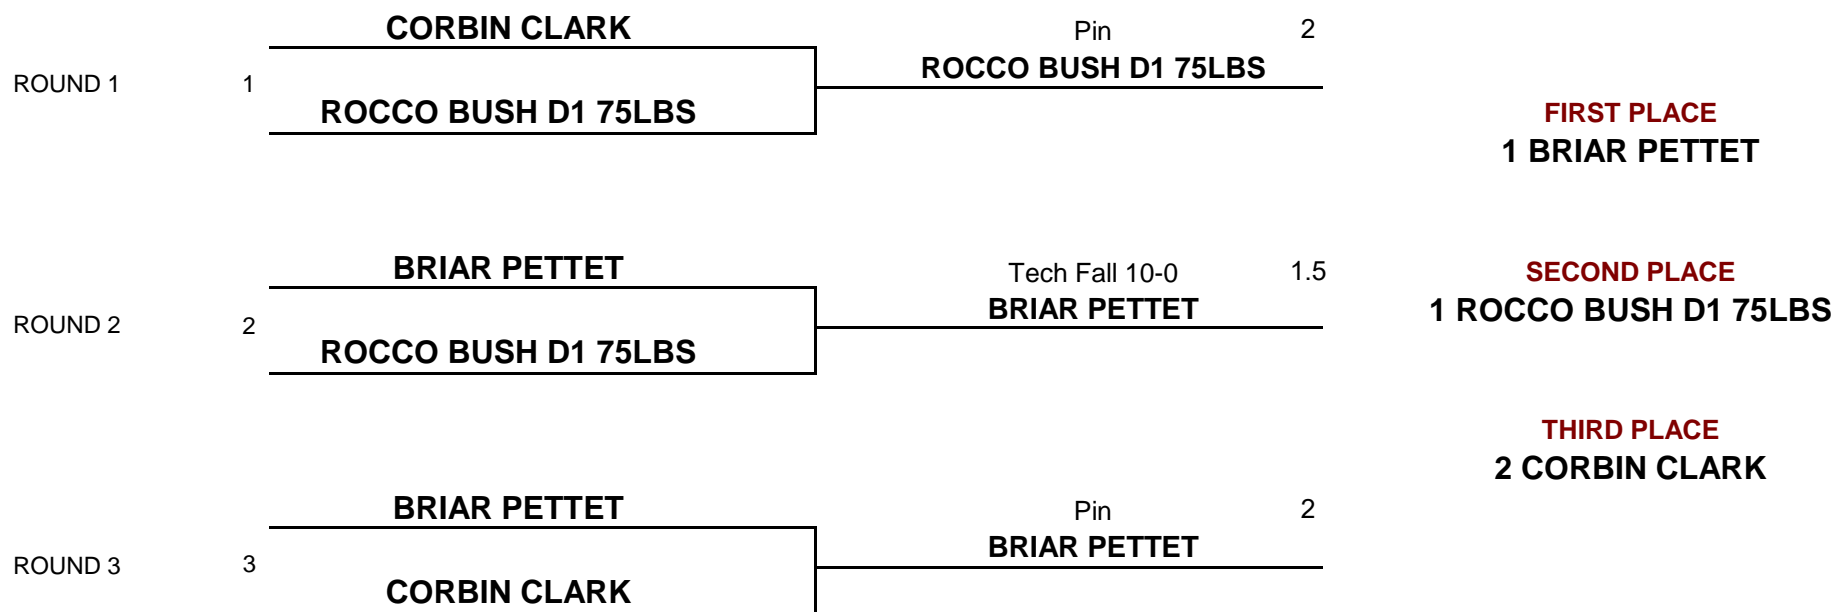 CORBIN CLARK
Pin 2
ROCCO BUSH D1 75LBS
ROUND 1 1
ROCCO BUSH D1 75LBS
FIRST PLACE
1 BRIAR PETTET
BRIAR PETTET
Tech Fall 10-0 1.5
SECOND PLACE
BRIAR PETTET
1 ROCCO BUSH D1 75LBS
ROUND 2 2
ROCCO BUSH D1 75LBS
THIRD PLACE
2 CORBIN CLARK
BRIAR PETTET
Pin 2
BRIAR PETTET
ROUND 3 3
CORBIN CLARK